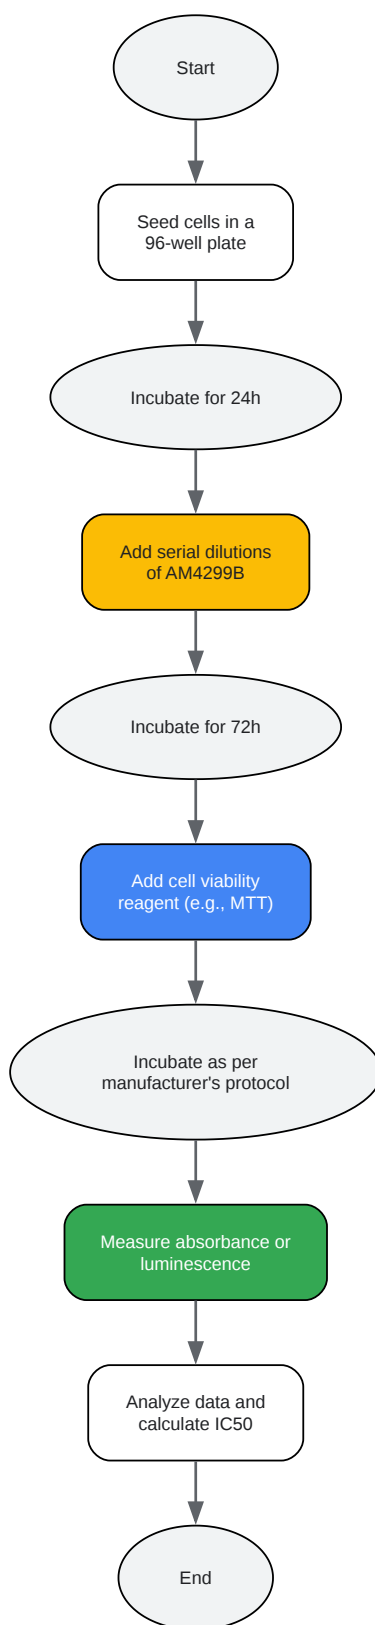 Start
Seed cells in a
96-well plate
Incubate for 24h
Add serial dilutions
of AM4299B
Incubate for 72h
Add cell viability
reagent (e.g., MTT)
Incubate as per
manufacturer's protocol
Measure absorbance or
luminescence
Analyze data and
calculate IC50
End